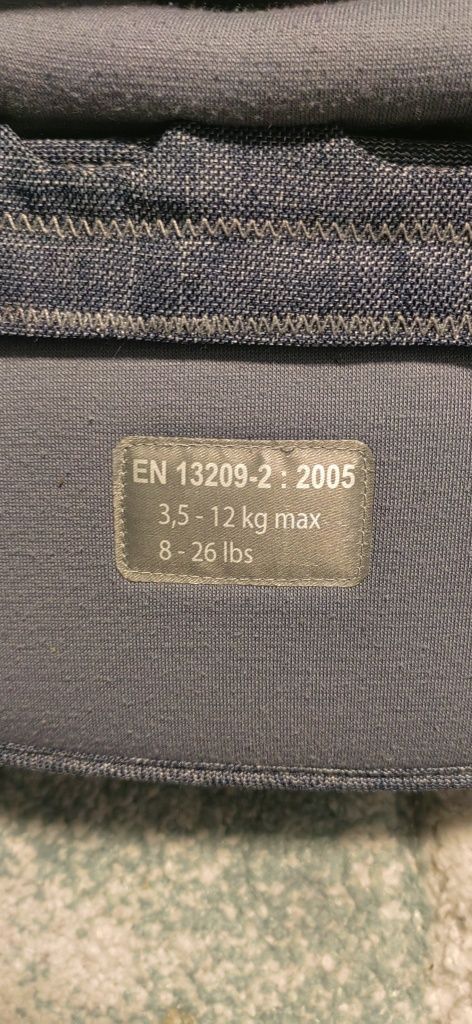 EN 13209-2 : 2005
3,5 - 12 kg max
8 - 26 lbs